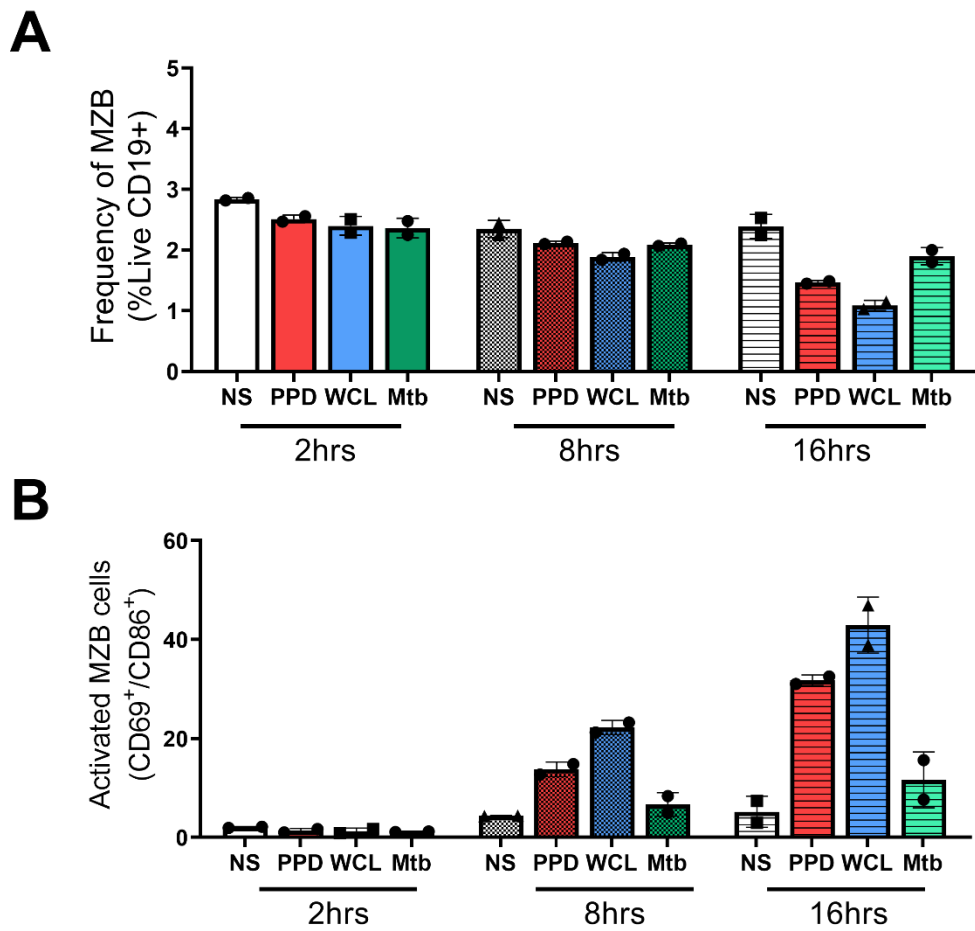 A
Frequency of MZB
(%Live CD19+)
5
4
3
2
1
0
NS PPD WCL Mtb NS PPD WCL Mtb NS PPD WCL Mtb
2hrs 8hrs 16hrs
B
Activated MZB cells
(CD69⁺/CD86⁺)
60
40
20
0
NS PPD WCL Mtb NS PPD WCL Mtb NS PPD WCL Mtb
2hrs 8hrs 16hrs